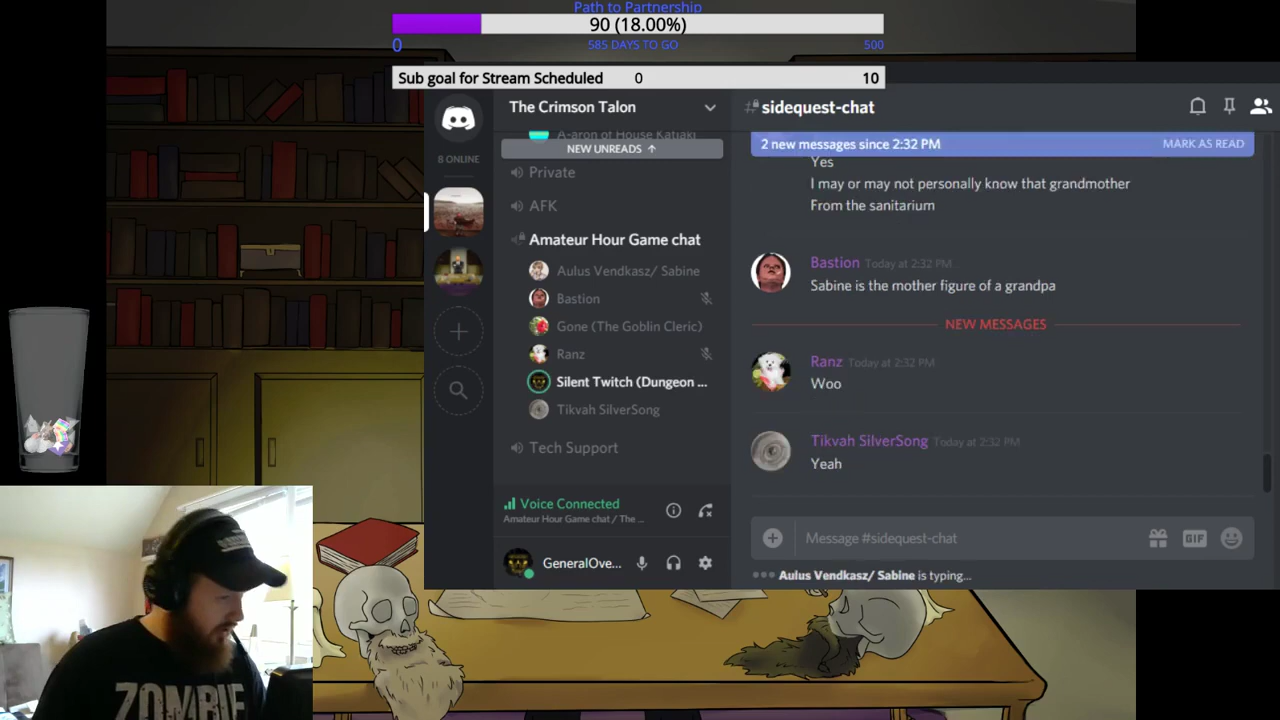 Path to Partnership
90 (18.00%)
0
585 DAYS TO GO
500
Sub goal for Stream Scheduled 0 10
The Crimson Talon
#sidequest-chat
8 ONLINE
A-aron of House Katiaki
NEW UNREADS
Private
AFK
Amateur Hour Game chat
Aulus Vendkasz/ Sabine
Bastion
Gone (The Goblin Cleric)
Ranz
Silent Twitch (Dungeon ...
Tikvah SilverSong
Tech Support
Voice Connected
Amateur Hour Game chat / The ...
GeneralOve...
2 new messages since 2:32 PM MARK AS READ
Yes
I may or may not personally know that grandmother
From the sanitarium
Bastion Today at 2:32 PM
Sabine is the mother figure of a grandpa
NEW MESSAGES
Ranz Today at 2:32 PM
Woo
Tikvah SilverSong Today at 2:32 PM
Yeah
Message #sidequest-chat
GIF
Aulus Vendkasz/ Sabine is typing...
ZOMBIE